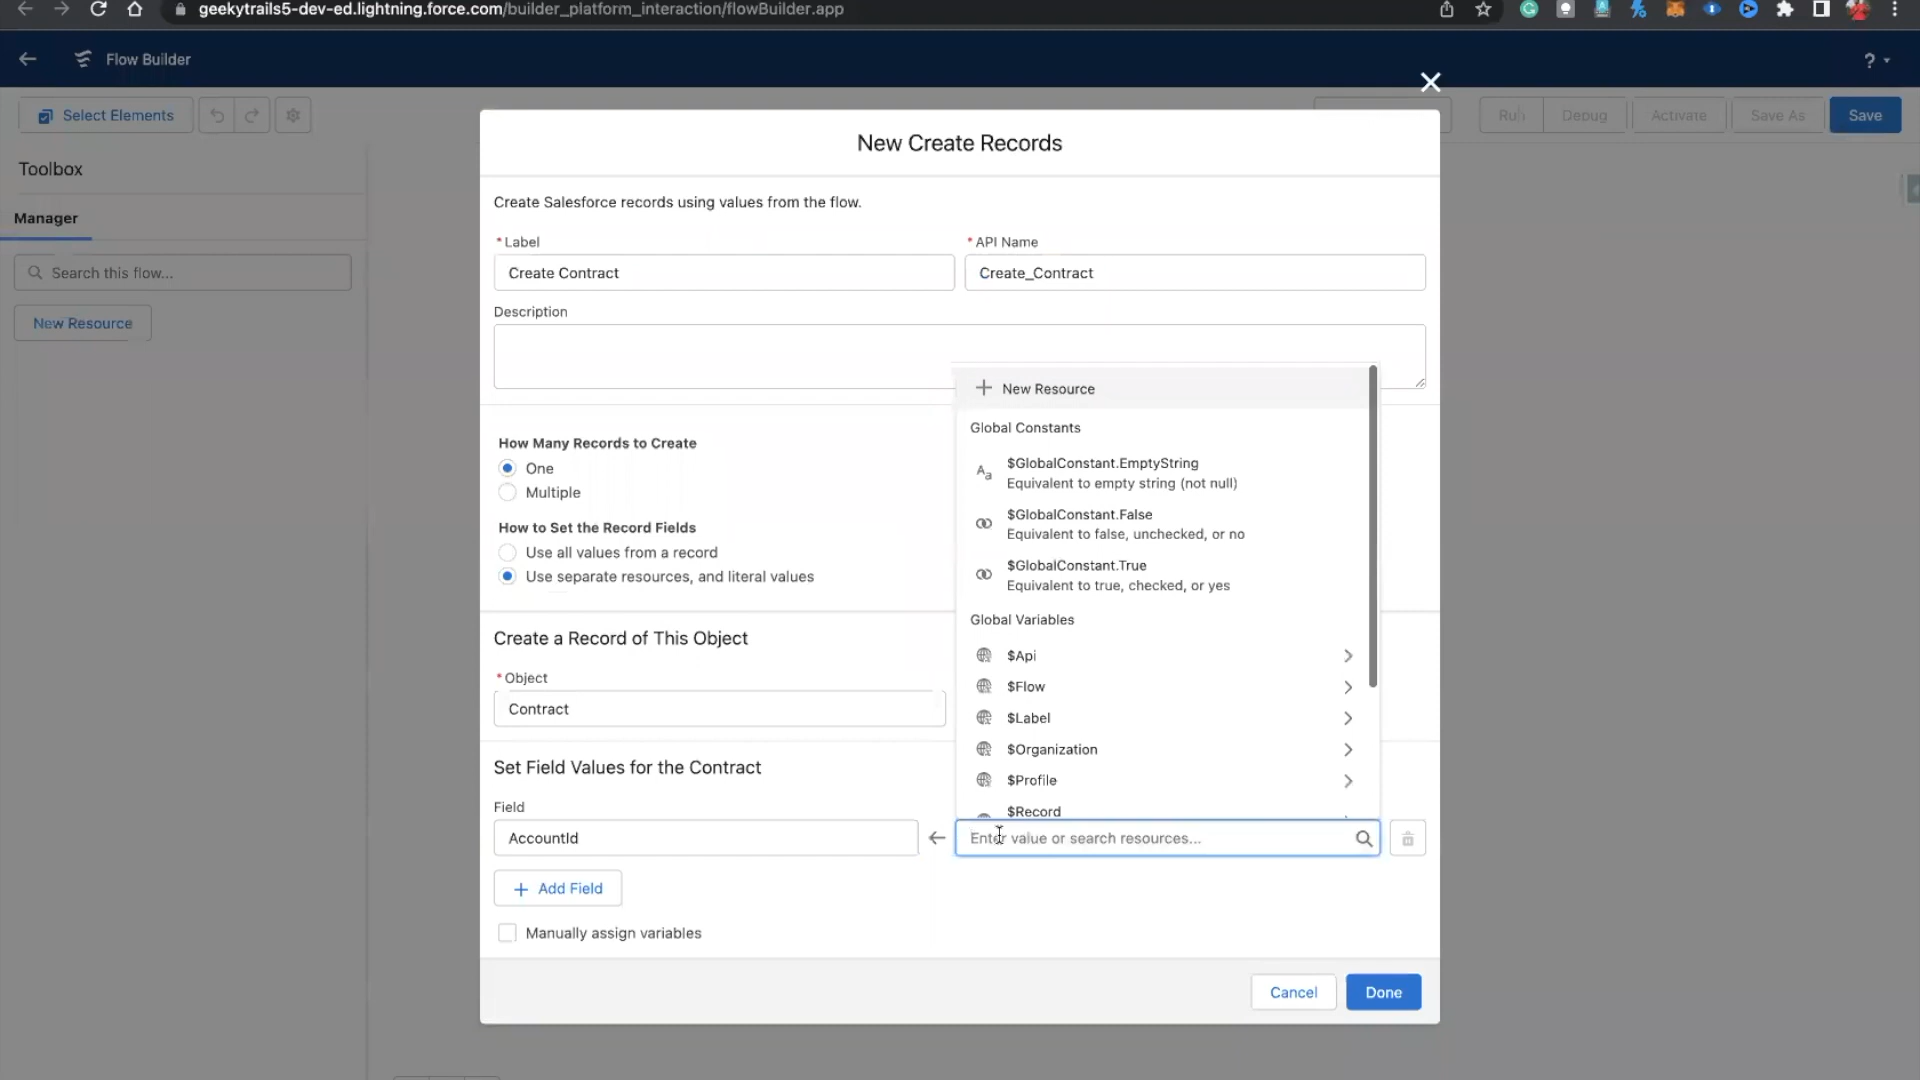 geekytrails5-dev-ed.lightning.force.com/builder_platform_interaction/flowBuilder.app
Flow Builder
?
Select Elements
Run
Debug
Activate
Save As
Save
Toolbox
Manager
Search this flow...
New Resource
New Create Records
Create Salesforce records using values from the flow.
* Label
* API Name
Create Contract
Create_Contract
Description
How Many Records to Create
One
Multiple
How to Set the Record Fields
Use all values from a record
Use separate resources, and literal values
Create a Record of This Object
* Object
Contract
Set Field Values for the Contract
Field
AccountId
+ New Resource
Global Constants
Aa
$GlobalConstant.EmptyString
Equivalent to empty string (not null)
$GlobalConstant.False
Equivalent to false, unchecked, or no
$GlobalConstant.True
Equivalent to true, checked, or yes
Global Variables
$Api
$Flow
$Label
$Organization
$Profile
$Record
Enter value or search resources...
+ Add Field
Manually assign variables
Cancel
Done